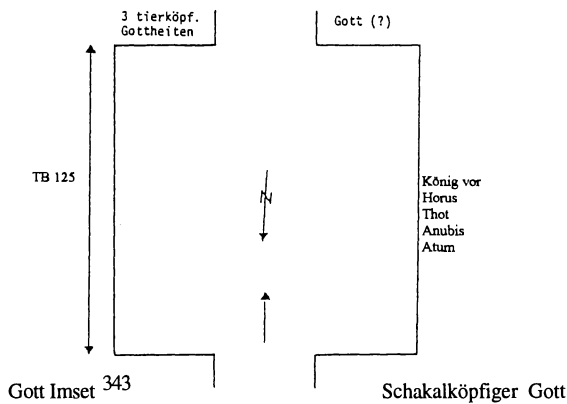 3 tierköpf.
Gottheiten
Gott (?)
TB 125
N
König vor
Horus
Thot
Anubis
Atum
Gott Imset 343
Schakalköpfiger Gott